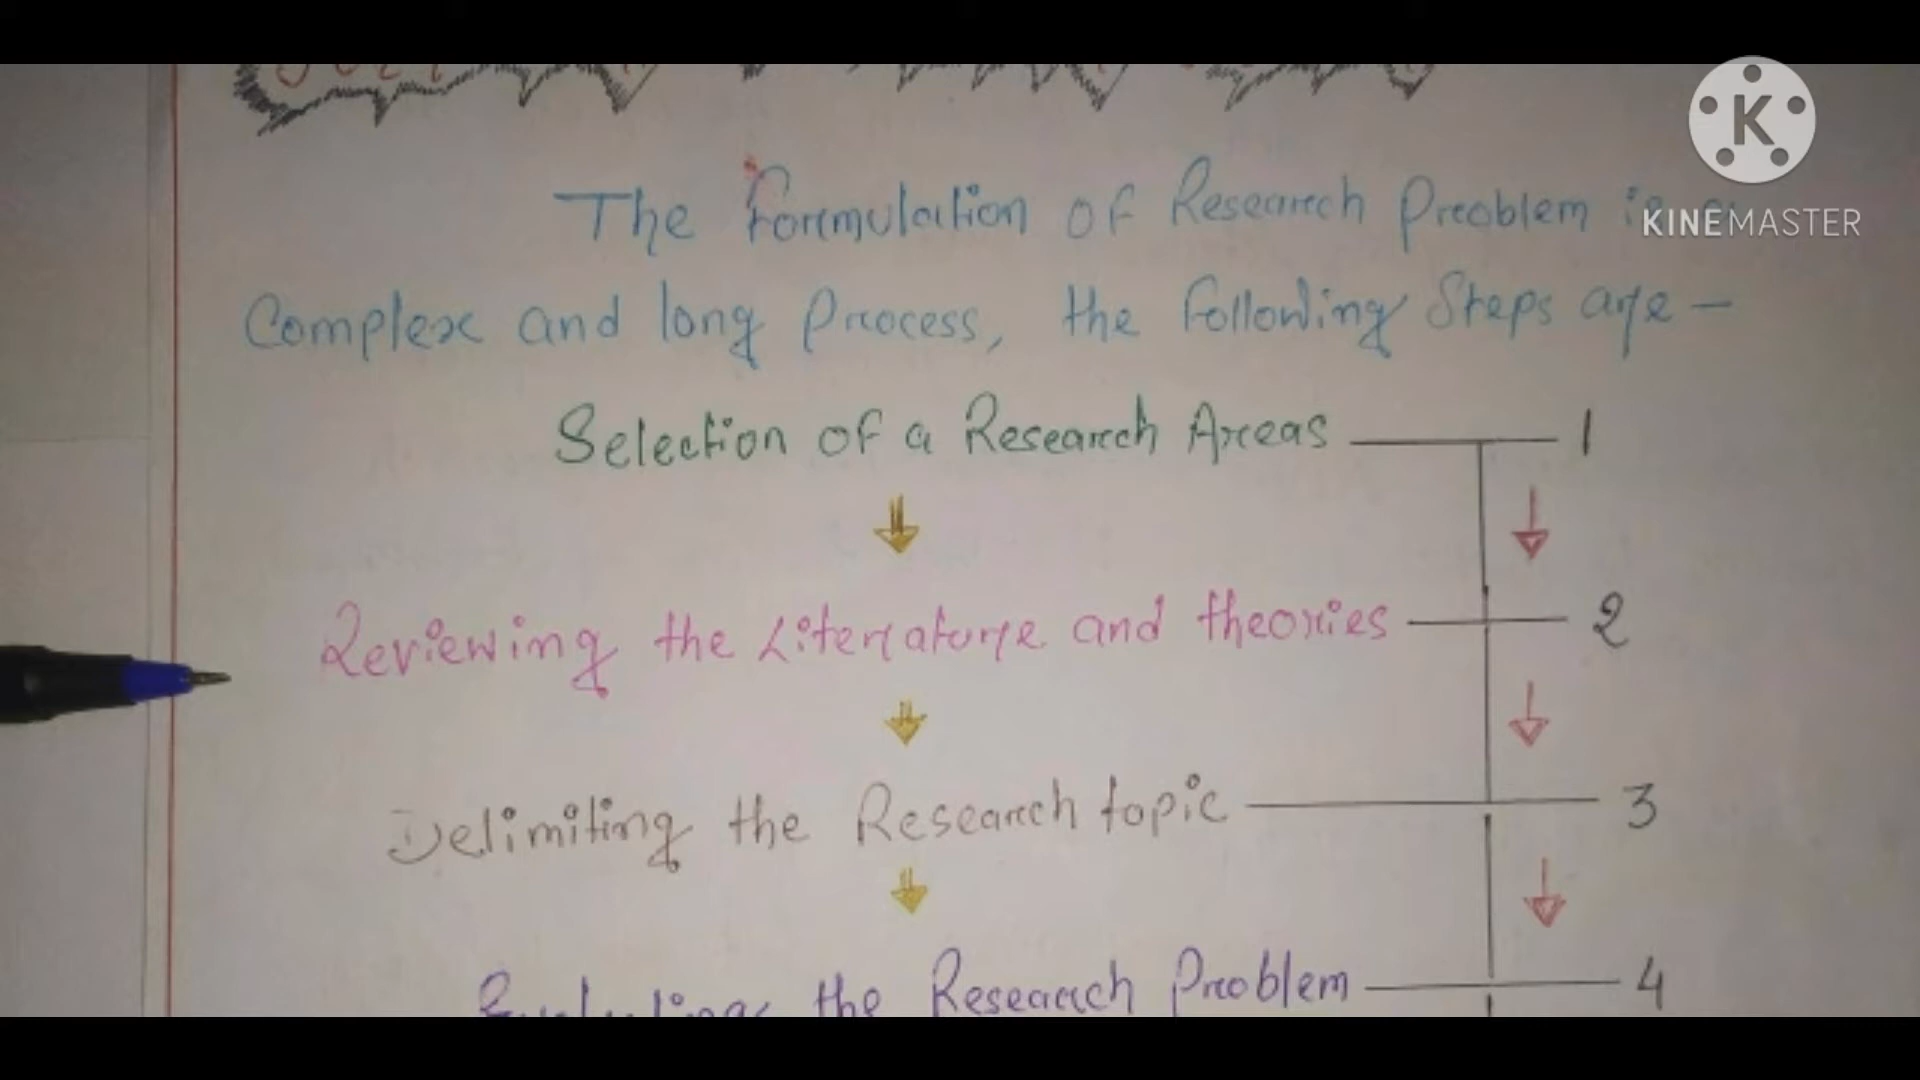 The Formulation of Research Problem is a
KINEMASTER
Complex and long Process, the following Steps are –
Selection of a Research Areas 1
Reviewing the Literature and theories 2
Delimiting the Research topic 3
the Research Problem 4